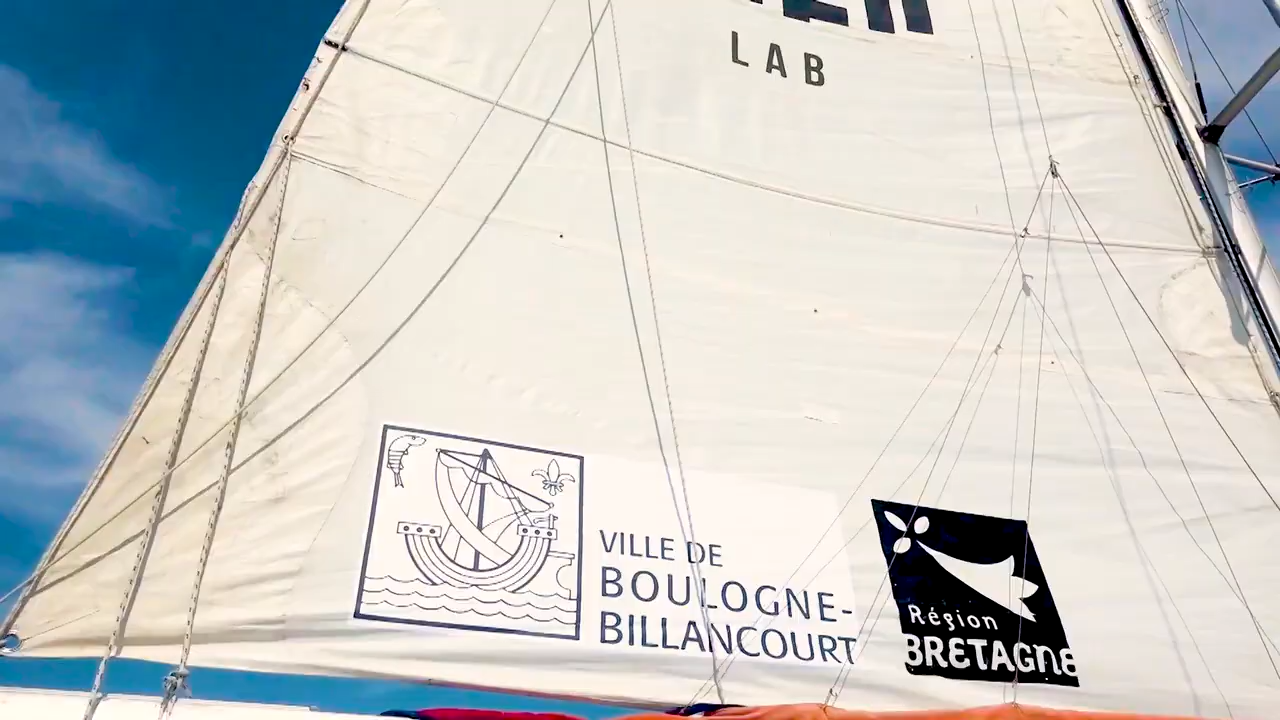 LAB
VILLE DE
BOULOGNE-
BILLANCOURT
Région
BRETAGNE